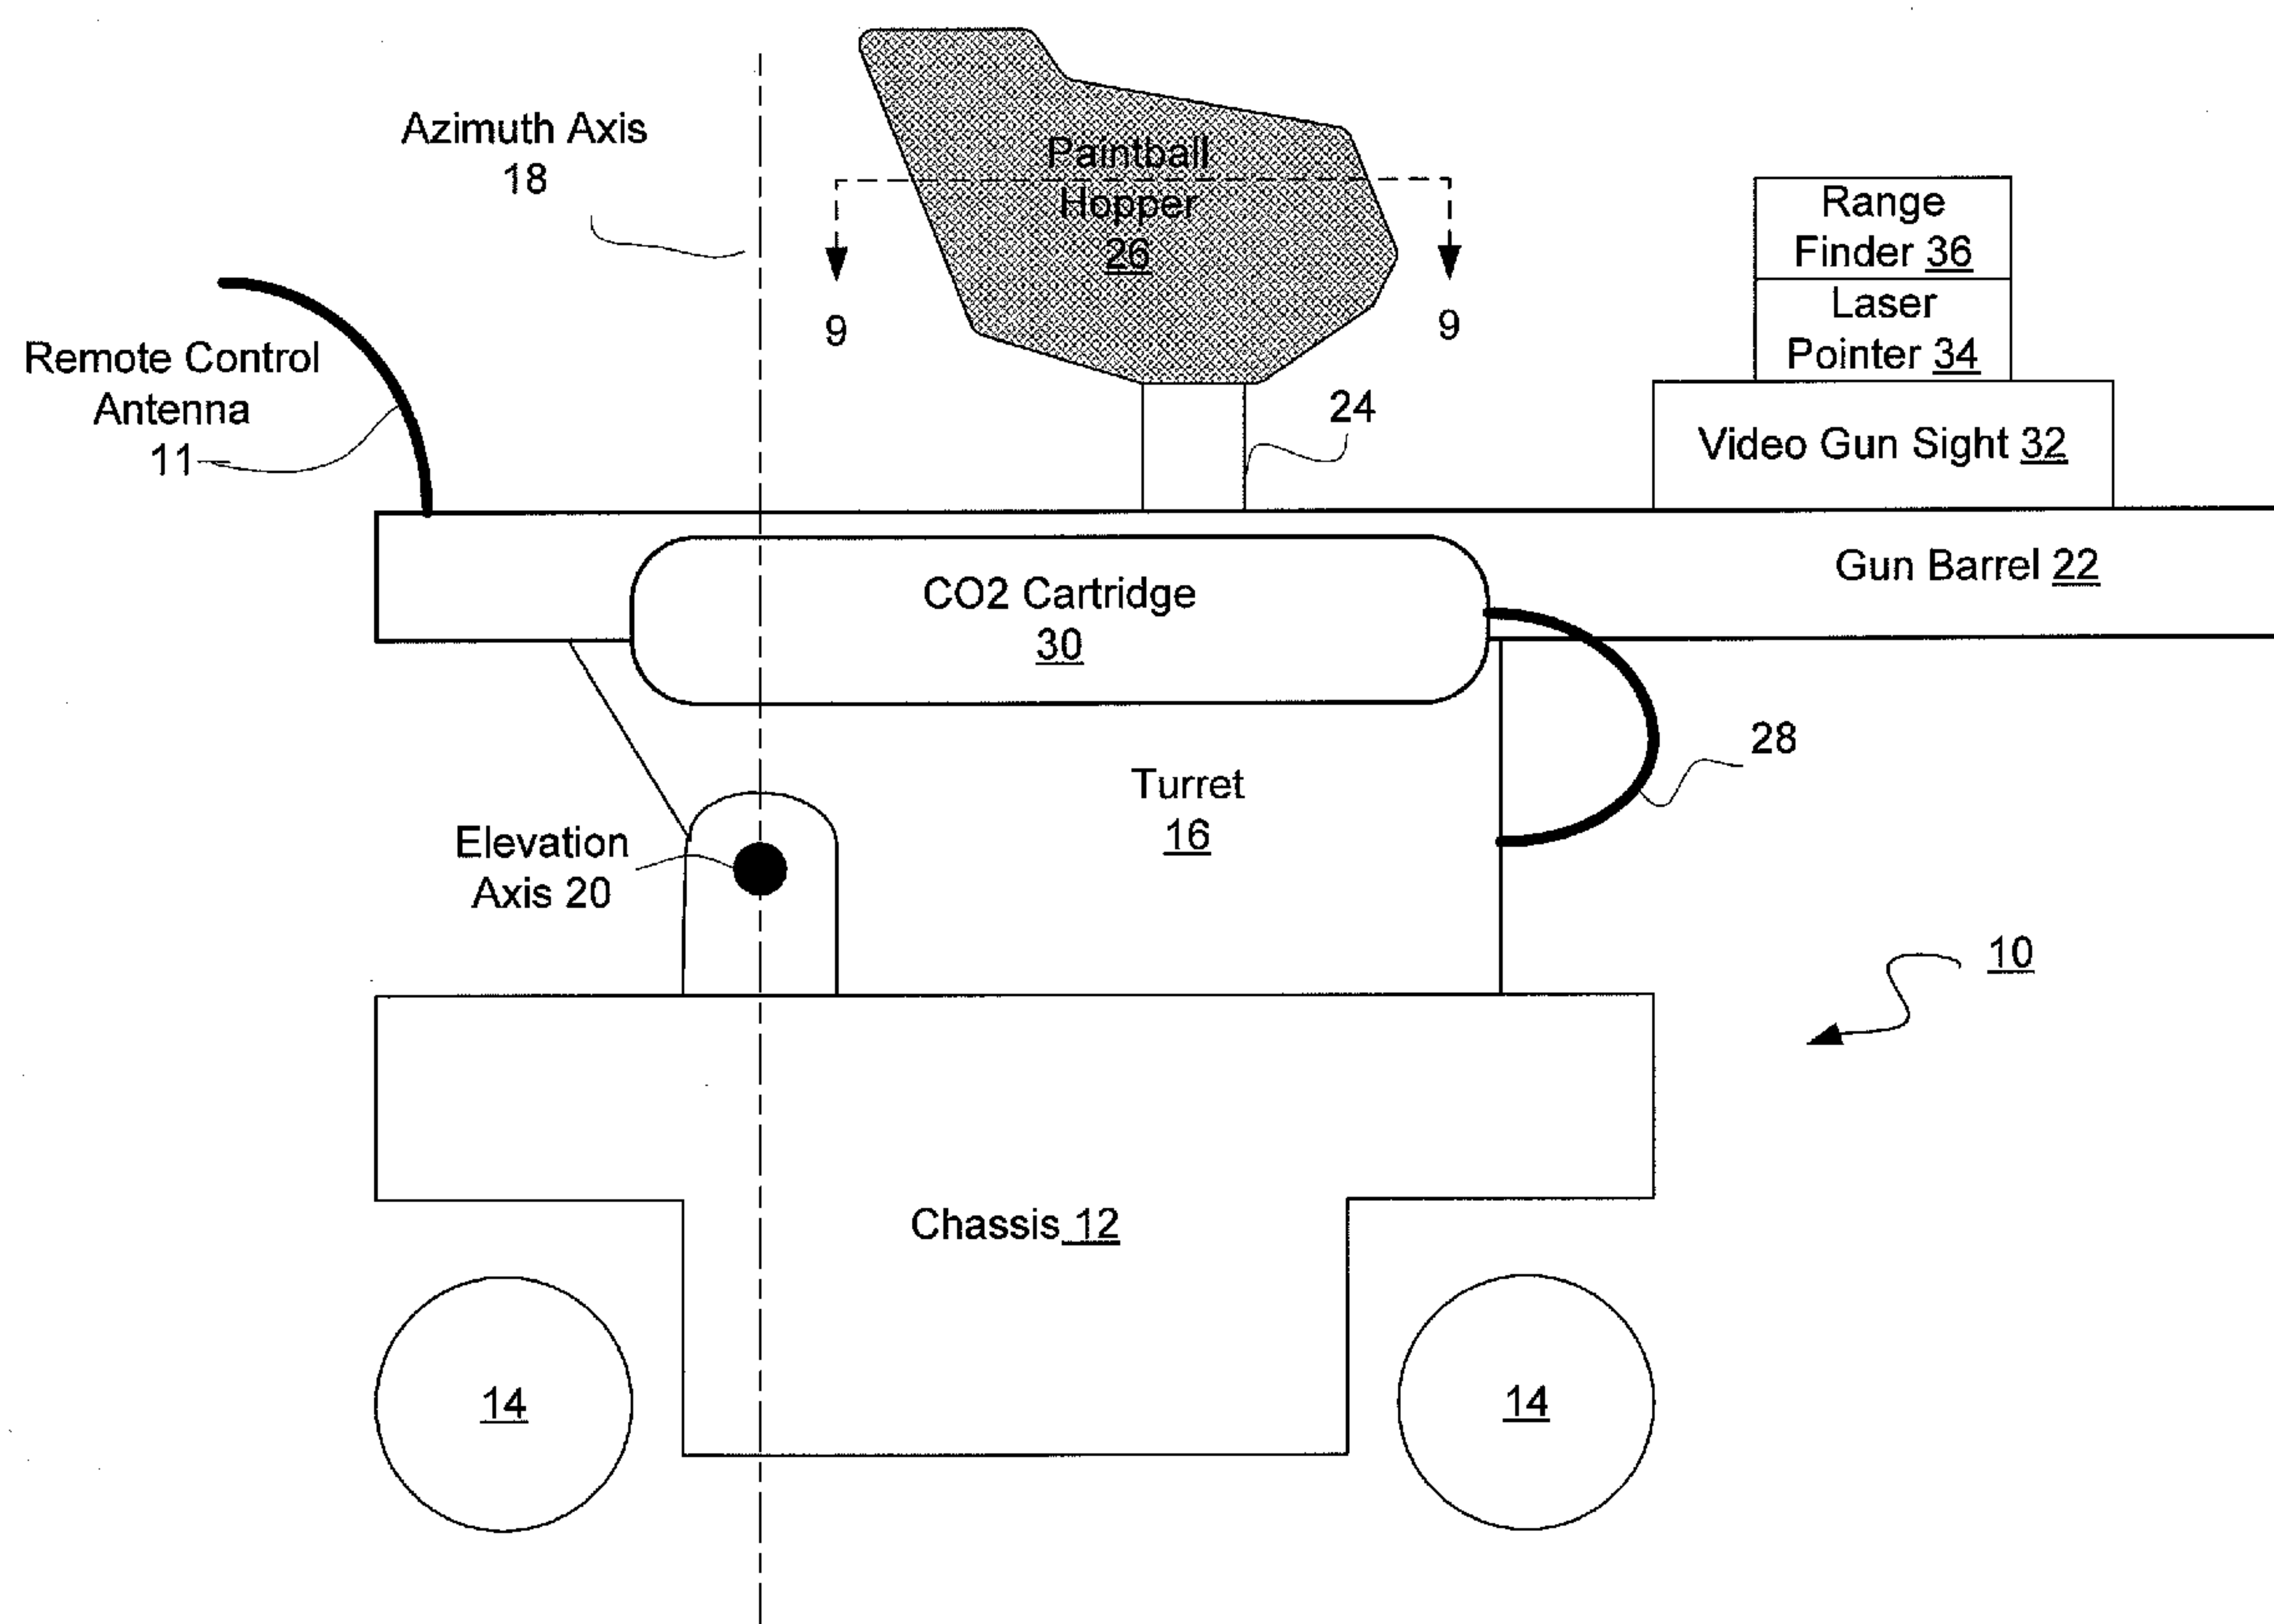 Azimuth Axis
18
Paintball
Hopper
26
9
9
Range
Finder 36
Laser
Pointer 34
Remote Control
Antenna
11
24
Video Gun Sight 32
Gun Barrel 22
CO2 Cartridge
30
28
Turret
16
Elevation
Axis 20
10
Chassis 12
14
14